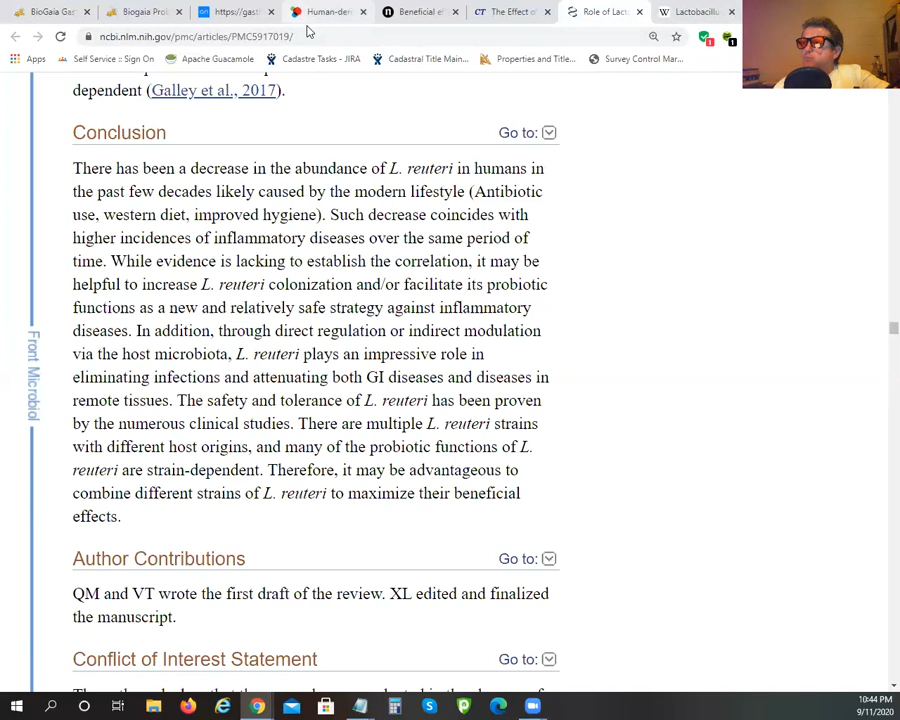 BioGaia Gas
Biogaia Prob
https://gastr
Human-deri
Beneficial ef
The Effect o
Role of Lact
Lactobacillu
ncbi.nlm.nih.gov/pmc/articles/PMC5917019/
Apps
Self Service :: Sign On
Apache Guacamole
Cadastre Tasks - JIRA
Cadastral Title Main...
Properties and Title...
Survey Control Mar...
dependent (Galley et al., 2017).
Conclusion
Go to:
There has been a decrease in the abundance of L. reuteri in humans in
the past few decades likely caused by the modern lifestyle (Antibiotic
use, western diet, improved hygiene). Such decrease coincides with
higher incidences of inflammatory diseases over the same period of
time. While evidence is lacking to establish the correlation, it may be
helpful to increase L. reuteri colonization and/or facilitate its probiotic
functions as a new and relatively safe strategy against inflammatory
diseases. In addition, through direct regulation or indirect modulation
via the host microbiota, L. reuteri plays an impressive role in
eliminating infections and attenuating both GI diseases and diseases in
remote tissues. The safety and tolerance of L. reuteri has been proven
by the numerous clinical studies. There are multiple L. reuteri strains
with different host origins, and many of the probiotic functions of L.
reuteri are strain-dependent. Therefore, it may be advantageous to
combine different strains of L. reuteri to maximize their beneficial
effects.
Front Microbiol
Author Contributions
Go to:
QM and VT wrote the first draft of the review. XL edited and finalized
the manuscript.
Conflict of Interest Statement
Go to:
10:44 PM
9/11/2020